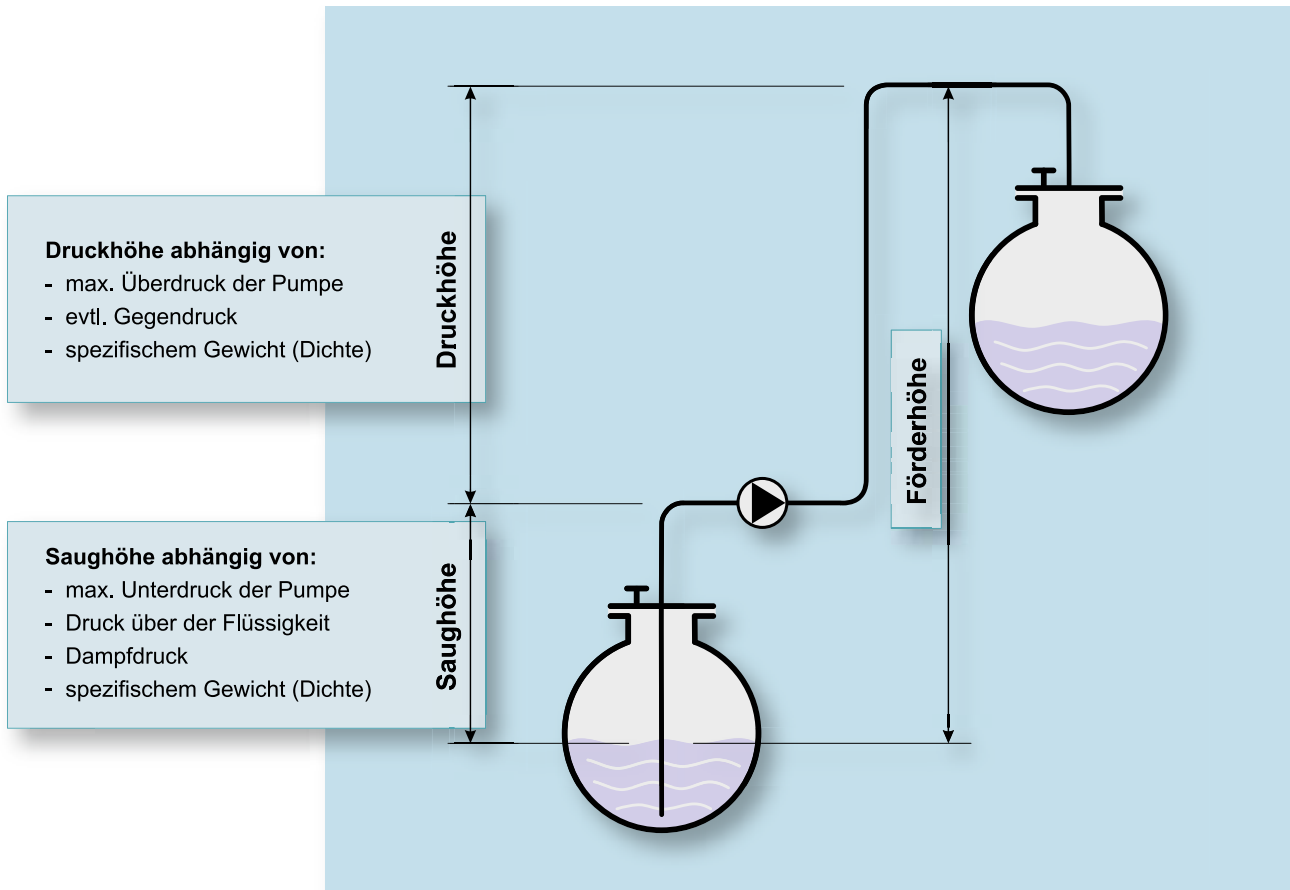 Druckhöhe abhängig von:
- max. Überdruck der Pumpe
- evtl. Gegendruck
- spezifischem Gewicht (Dichte)
Druckhöhe
Förderhöhe
Saughöhe abhängig von:
- max. Unterdruck der Pumpe
- Druck über der Flüssigkeit
- Dampfdruck
- spezifischem Gewicht (Dichte)
Saughöhe